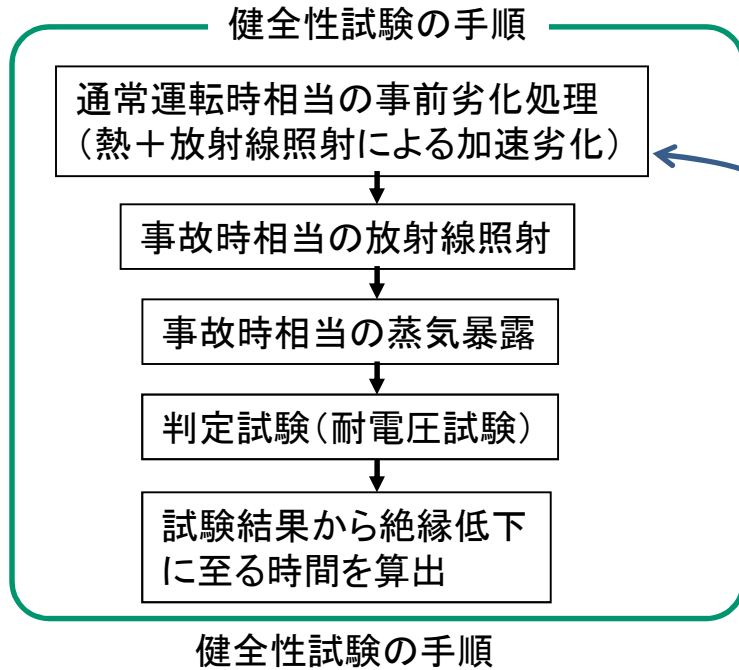 健全性試験の手順
通常運転時相当の事前劣化処理
（熱＋放射線照射による加速劣化）
事故時相当の放射線照射
事故時相当の蒸気暴露
判定試験（耐電圧試験）
試験結果から絶縁低下
に至る時間を算出
健全性試験の手順